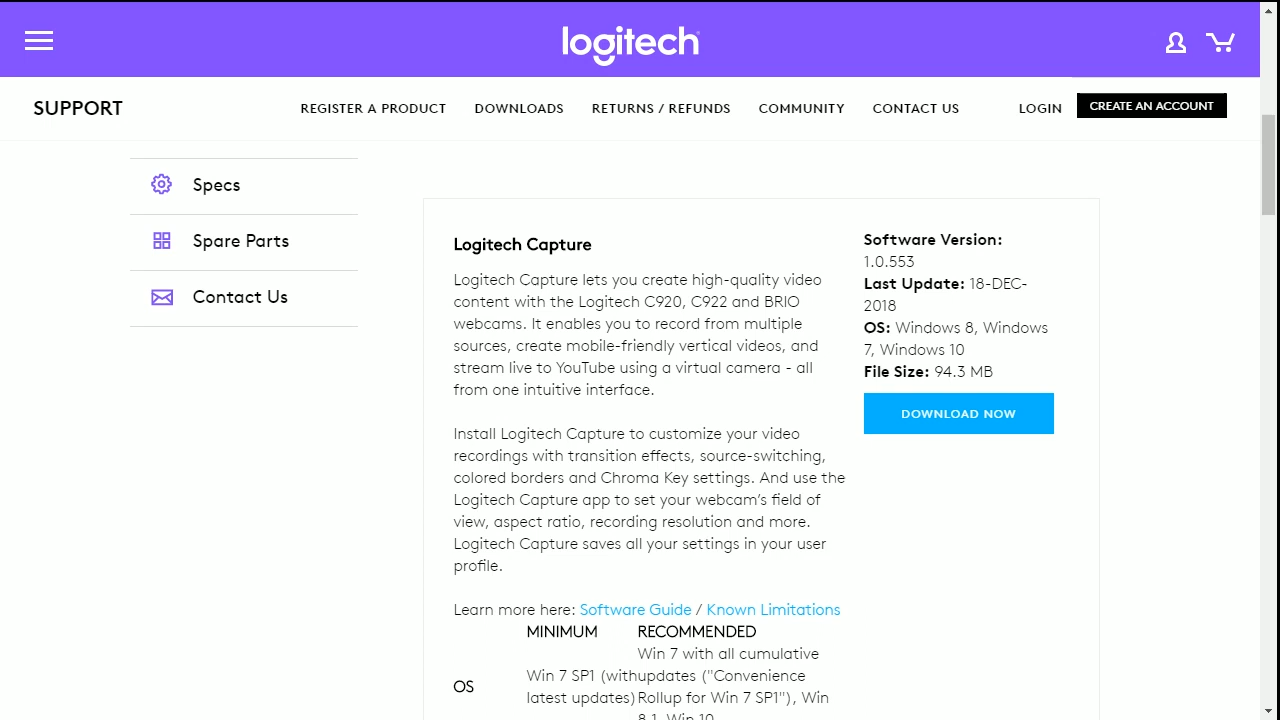 logitech
SUPPORT
REGISTER A PRODUCT
DOWNLOADS
RETURNS / REFUNDS
COMMUNITY
CONTACT US
LOGIN
CREATE AN ACCOUNT
Specs
Spare Parts
Contact Us
Logitech Capture
Logitech Capture lets you create high-quality video
content with the Logitech C920, C922 and BRIO
webcams. It enables you to record from multiple
sources, create mobile-friendly vertical videos, and
stream live to YouTube using a virtual camera - all
from one intuitive interface.
Install Logitech Capture to customize your video
recordings with transition effects, source-switching,
colored borders and Chroma Key settings. And use the
Logitech Capture app to set your webcam’s field of
view, aspect ratio, recording resolution and more.
Logitech Capture saves all your settings in your user
profile.
Learn more here: Software Guide / Known Limitations
MINIMUM
RECOMMENDED
OS
Win 7 SP1 (with
latest updates)
Win 7 with all cumulative
updates ("Convenience
Rollup for Win 7 SP1"), Win
8.1, Win 10
Software Version:
1.0.553
Last Update: 18-DEC-
2018
OS: Windows 8, Windows
7, Windows 10
File Size: 94.3 MB
DOWNLOAD NOW